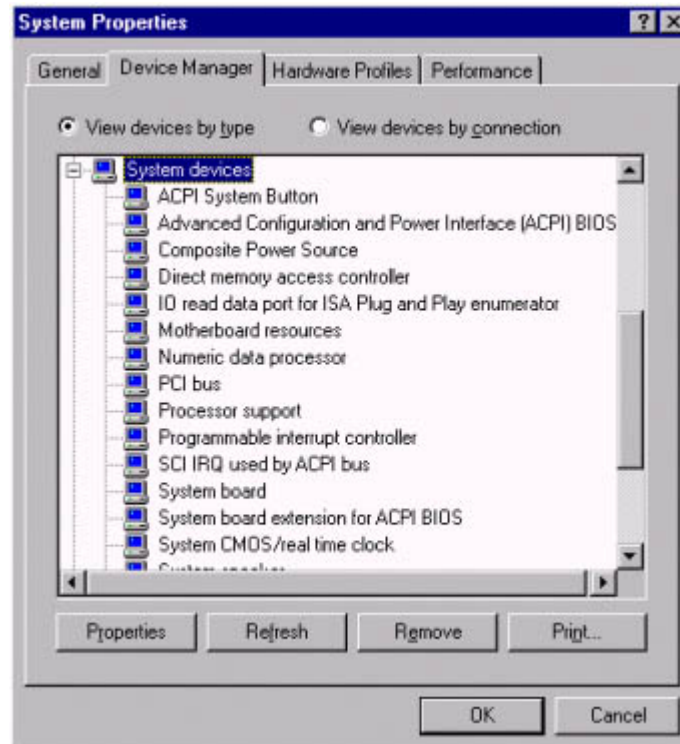 System Properties
General Device Manager Hardware Profiles Performance
View devices by type View devices by connection
System devices
ACPI System Button
Advanced Configuration and Power Interface (ACPI) BIOS
Composite Power Source
Direct memory access controller
IO read data port for ISA Plug and Play enumerator
Motherboard resources
Numeric data processor
PCI bus
Processor support
Programmable interrupt controller
SCI IRQ used by ACPI bus
System board
System board extension for ACPI BIOS
System CMOS/real time clock
Properties Refresh Remove Print...
OK Cancel